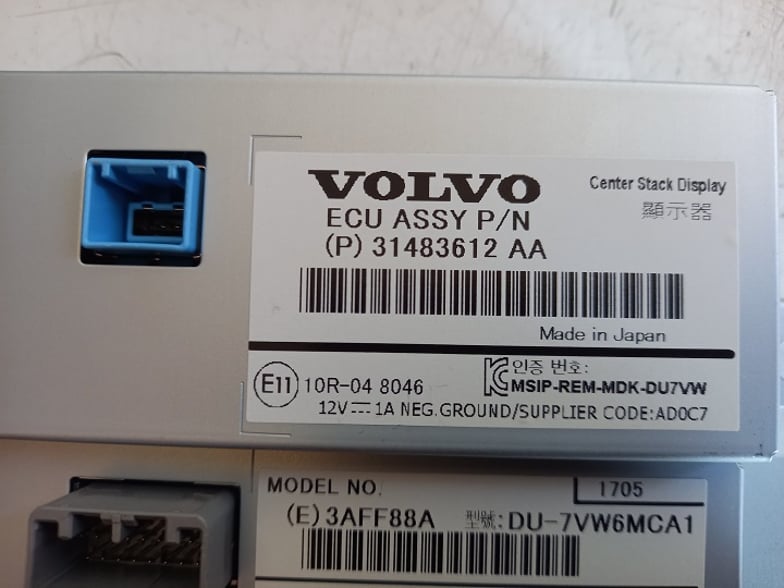 VOLVO
Center Stack Display
顯示器
ECU ASSY P/N
(P) 31483612 AA
Made in Japan
E11 10R-04 8046
인증 번호:
MSIP-REM-MDK-DU7VW
12V⎓1A NEG.GROUND/SUPPLIER CODE:AD0C7
MODEL NO.
1705
(E) 3AFF88A 型號: DU-7VW6MCA1